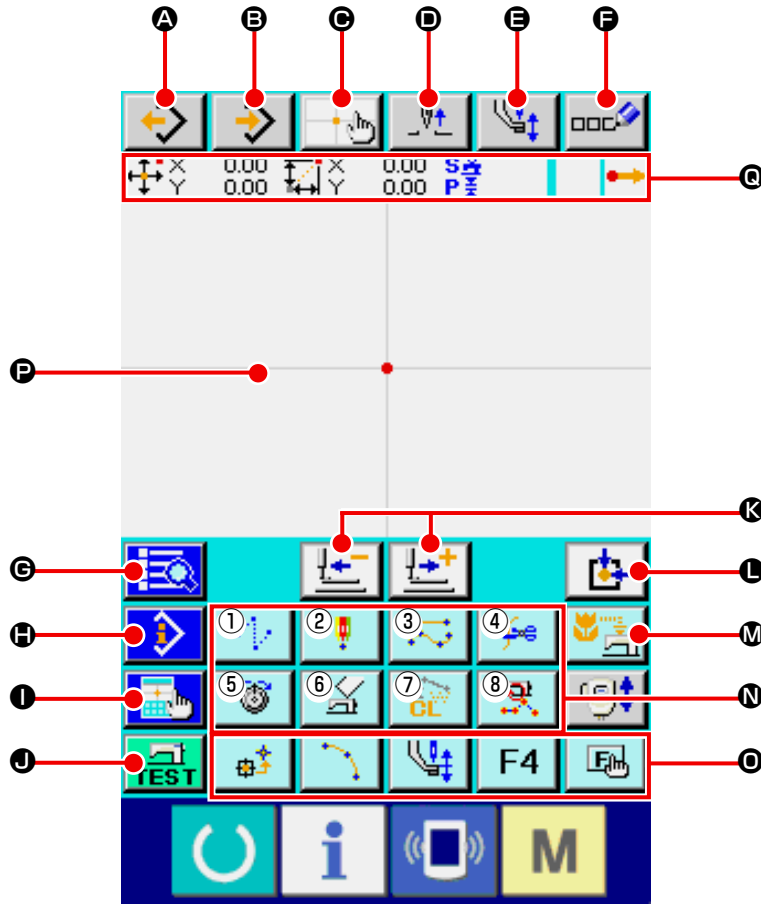 A B C D E F
X 0.00 X 0.00 S
Y 0.00 Y 0.00 P
Q
P
K
G L
H ① ② ③ ④ M
I ⑤ ⑥ ⑦ CL ⑧ N
J TEST F4 F O
i M